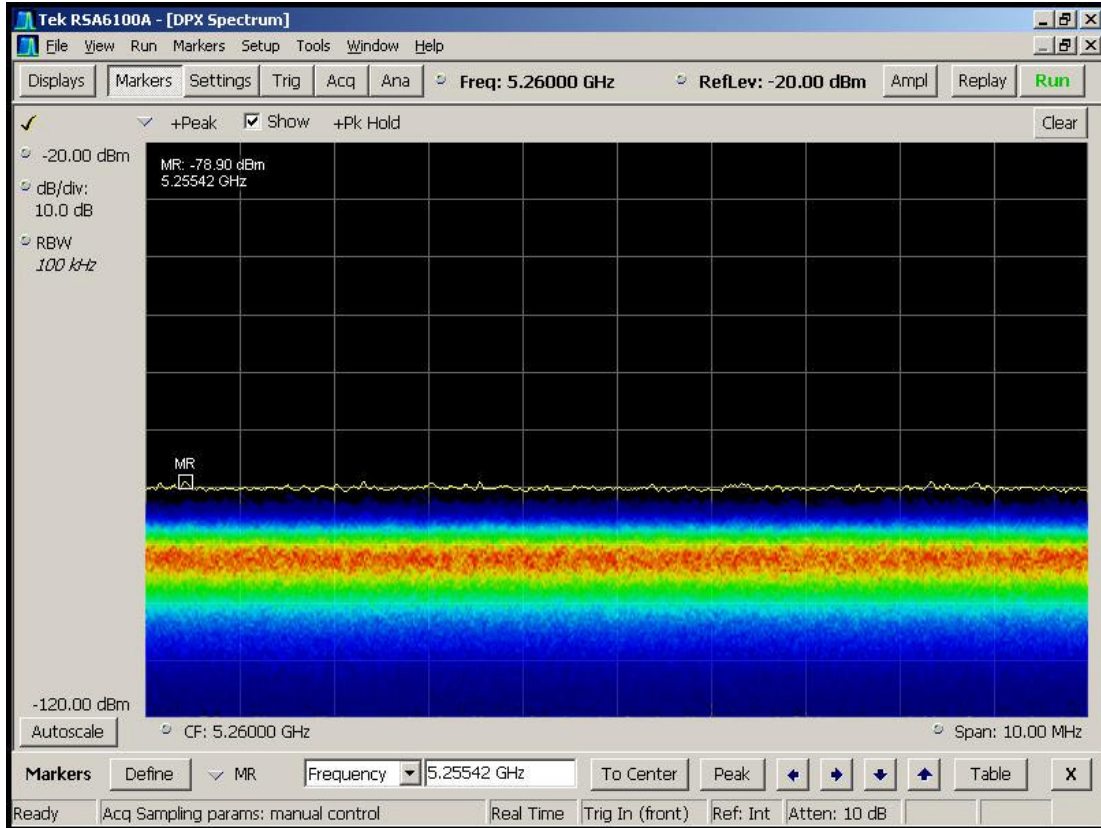 Tek RSA6100A - [DPX Spectrum]
File View Run Markers Setup Tools Window Help
Displays Markers Settings Trig Acq Ana Freq: 5.26000 GHz RefLev: -20.00 dBm Ampl Replay Run
+Peak Show +Pk Hold Clear
-20.00 dBm
dB/div:
10.0 dB
RBW
100 kHz
MR: -78.90 dBm
5.25542 GHz
MR
-120.00 dBm
Autoscale CF: 5.26000 GHz Span: 10.00 MHz
Markers Define MR Frequency 5.25542 GHz To Center Peak Table X
Ready Acq Sampling params: manual control Real Time Trig In (front) Ref: Int Atten: 10 dB